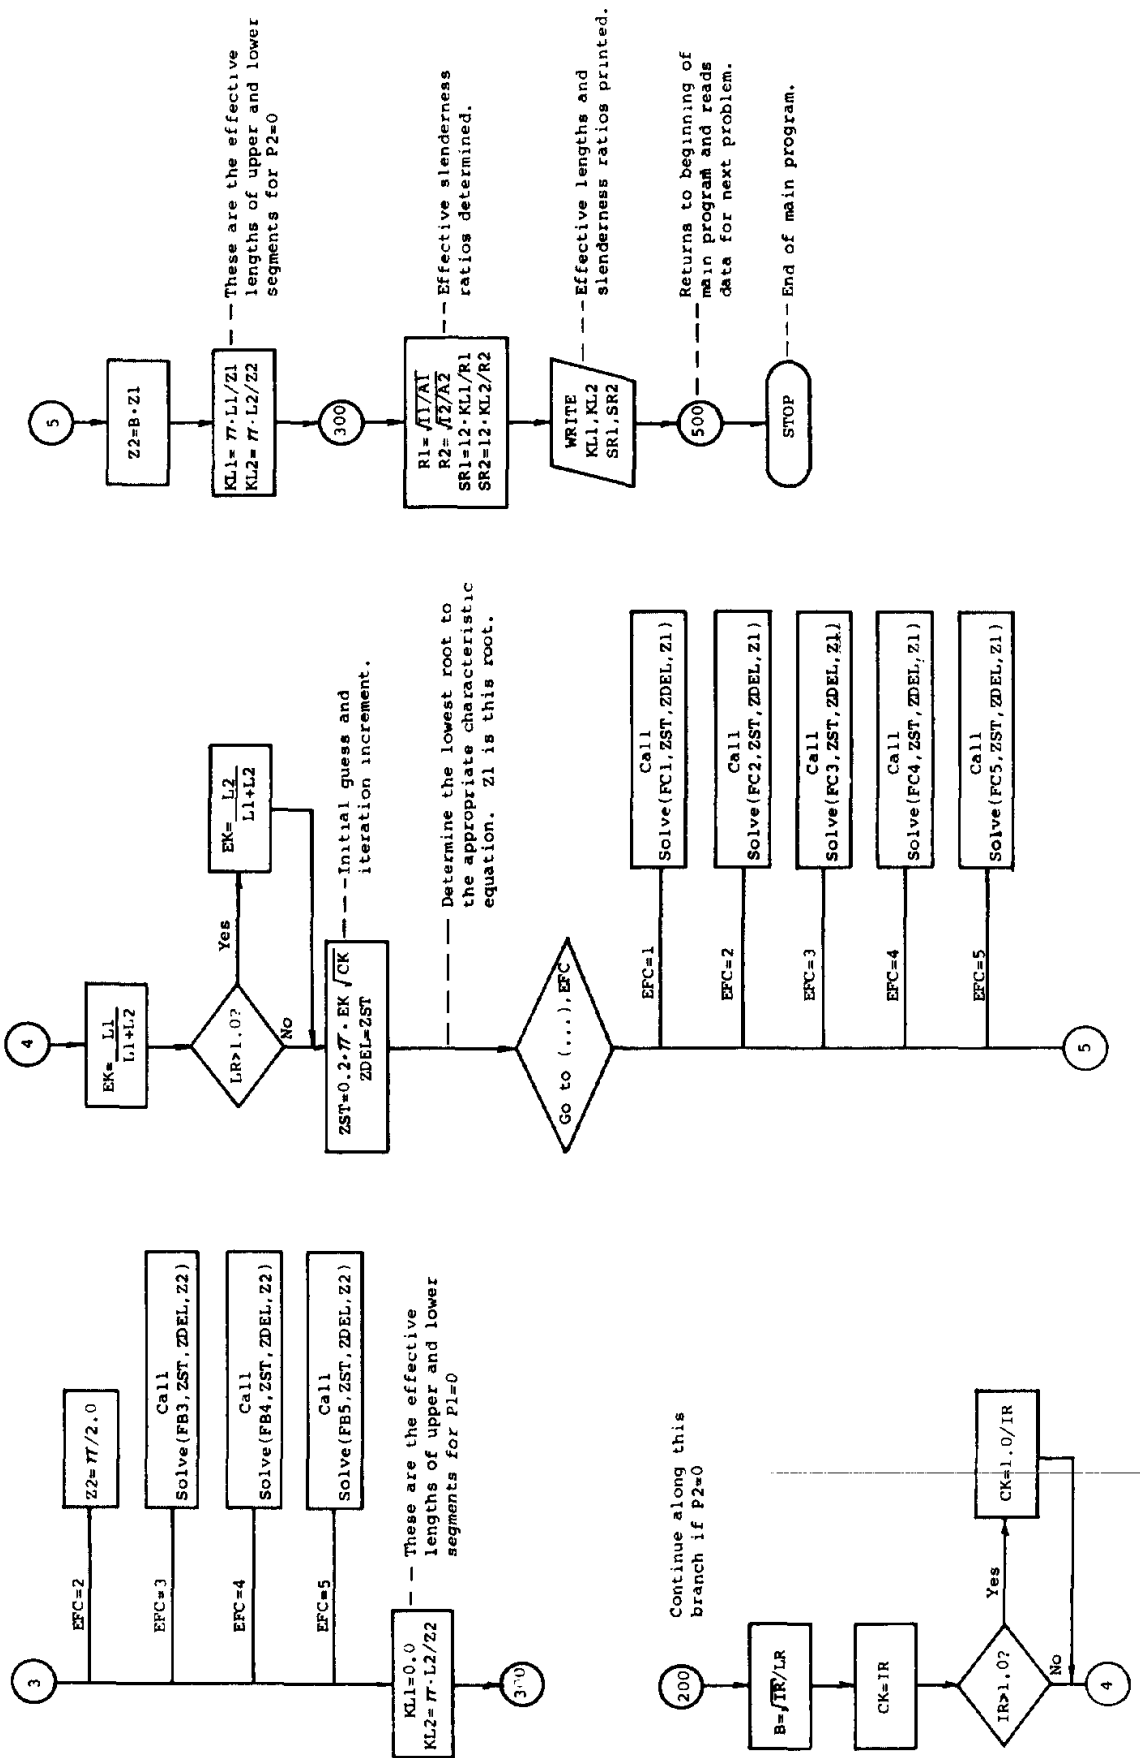 3
EFC=2
Z2=π/2.0
EFC=3
Call
Solve(FB3,ZST,ZDEL,Z2)
EFC=4
Call
Solve(FB4,ZST,ZDEL,Z2)
EFC=5
Call
Solve(FB5,ZST,ZDEL,Z2)
KL1=0.0
KL2=π·L2/Z2
These are the effective
lengths of upper and lower
segments for P1=0
300
Continue along this
branch if P2=0
200
B=√IR/LR
CK=IR
IR>1.0?
Yes
CK=1.0/IR
No
4
4
EK=L1/L1+L2
LR>1.0?
Yes
EK=L2/L1+L2
No
ZST=0.2·π·EK √CK
ZDEL=ZST
Initial guess and
iteration increment.
Determine the lowest root to
the appropriate characteristic
equation. Z1 is this root.
Go to (...),EFC
EFC=1
Call
Solve(FC1,ZST,ZDEL,Z1)
EFC=2
Call
Solve(FC2,ZST,ZDEL,Z1)
EFC=3
Call
Solve(FC3,ZST,ZDEL,Z1)
EFC=4
Call
Solve(FC4,ZST,ZDEL,Z1)
EFC=5
Call
Solve(FC5,ZST,ZDEL,Z1)
5
5
Z2=B·Z1
KL1=π·L1/Z1
KL2=π·L2/Z2
These are the effective
lengths of upper and lower
segments for P2=0
300
R1=√I1/A1
R2=√I2/A2
SR1=12·KL1/R1
SR2=12·KL2/R2
Effective slenderness
ratios determined.
WRITE
KL1,KL2
SR1,SR2
Effective lengths and
slenderness ratios printed.
500
Returns to beginning of
main program and reads
data for next problem.
STOP
End of main program.